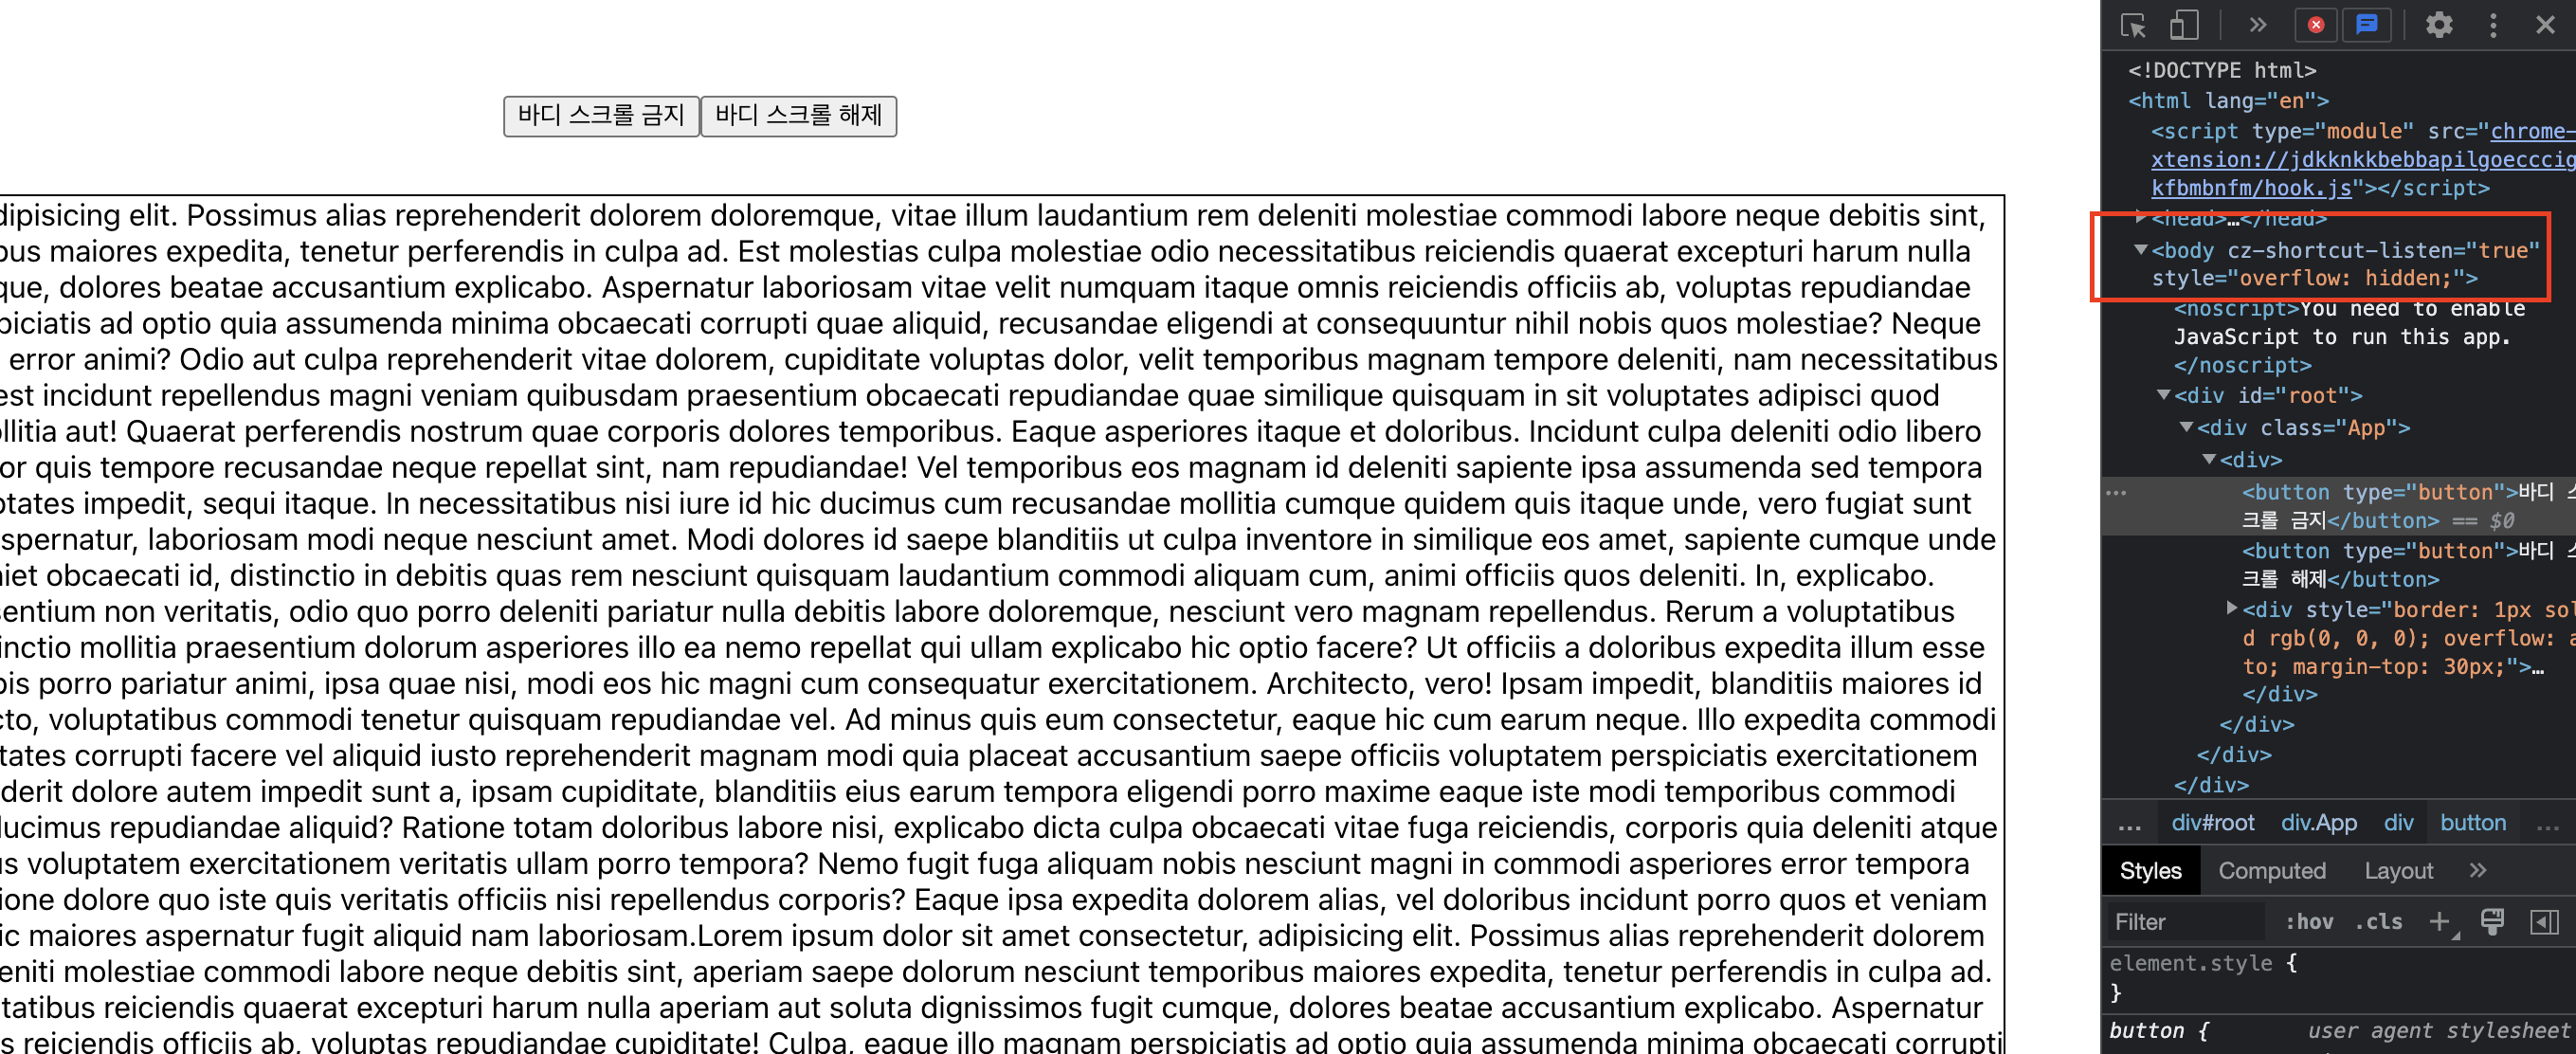 바디 스크롤 금지 바디 스크롤 해제
dipisicing elit. Possimus alias reprehenderit dolorem doloremque, vitae illum laudantium rem deleniti molestiae commodi labore neque debitis sint,
bus maiores expedita, tenetur perferendis in culpa ad. Est molestias culpa molestiae odio necessitatibus reiciendis quaerat excepturi harum nulla
que, dolores beatae accusantium explicabo. Aspernatur laboriosam vitae velit numquam itaque omnis reiciendis officiis ab, voluptas repudiandae
piciatis ad optio quia assumenda minima obcaecati corrupti quae aliquid, recusandae eligendi at consequuntur nihil nobis quos molestiae? Neque
error animi? Odio aut culpa reprehenderit vitae dolorem, cupiditate voluptas dolor, velit temporibus magnam tempore deleniti, nam necessitatibus
est incidunt repellendus magni veniam quibusdam praesentium obcaecati repudiandae quae similique quisquam in sit voluptates adipisci quod
ollitia aut! Quaerat perferendis nostrum quae corporis dolores temporibus. Eaque asperiores itaque et doloribus. Incidunt culpa deleniti odio libero
or quis tempore recusandae neque repellat sint, nam repudiandae! Vel temporibus eos magnam id deleniti sapiente ipsa assumenda sed tempora
ptates impedit, sequi itaque. In necessitatibus nisi iure id hic ducimus cum recusandae mollitia cumque quidem quis itaque unde, vero fugiat sunt
spernatur, laboriosam modi neque nesciunt amet. Modi dolores id saepe blanditiis ut culpa inventore in similique eos amet, sapiente cumque unde
niet obcaecati id, distinctio in debitis quas rem nesciunt quisquam laudantium commodi aliquam cum, animi officiis quos deleniti. In, explicabo.
sentium non veritatis, odio quo porro deleniti pariatur nulla debitis labore doloremque, nesciunt vero magnam repellendus. Rerum a voluptatibus
inctio mollitia praesentium dolorum asperiores illo ea nemo repellat qui ullam explicabo hic optio facere? Ut officiis a doloribus expedita illum esse
bis porro pariatur animi, ipsa quae nisi, modi eos hic magni cum consequatur exercitationem. Architecto, vero! Ipsam impedit, blanditiis maiores id
cto, voluptatibus commodi tenetur quisquam repudiandae vel. Ad minus quis eum consectetur, eaque hic cum earum neque. Illo expedita commodi
tates corrupti facere vel aliquid iusto reprehenderit magnam modi quia placeat accusantium saepe officiis voluptatem perspiciatis exercitationem
derit dolore autem impedit sunt a, ipsam cupiditate, blanditiis eius earum tempora eligendi porro maxime eaque iste modi temporibus commodi
ducimus repudiandae aliquid? Ratione totam doloribus labore nisi, explicabo dicta culpa obcaecati vitae fuga reiciendis, corporis quia deleniti atque
us voluptatem exercitationem veritatis ullam porro tempora? Nemo fugit fuga aliquam nobis nesciunt magni in commodi asperiores error tempora
ione dolore quo iste quis veritatis officiis nisi repellendus corporis? Eaque ipsa expedita dolorem alias, vel doloribus incidunt porro quos et veniam
ic maiores aspernatur fugit aliquid nam laboriosam.Lorem ipsum dolor sit amet consectetur, adipisicing elit. Possimus alias reprehenderit dolorem
eniti molestiae commodi labore neque debitis sint, aperiam saepe dolorum nesciunt temporibus maiores expedita, tenetur perferendis in culpa ad.
tatibus reiciendis quaerat excepturi harum nulla aperiam aut soluta dignissimos fugit cumque, dolores beatae accusantium explicabo. Aspernatur
s reiciendis officiis ab, voluptas repudiandae cupiditate! Culpa, eaque illo magnam perspiciatis ad optio quia assumenda minima obcaecati corrupti
<!DOCTYPE html>
<html lang="en">
<script type="module" src="chrome-
xtension://jdkknkkbebbapilgoecccig
kfbmbnfm/hook.js"></script>
<head>…</head>
<body cz-shortcut-listen="true"
style="overflow: hidden;">
<noscript>You need to enable
JavaScript to run this app.
</noscript>
<div id="root">
<div class="App">
<div>
<button type="button">바디 스
크롤 금지</button> == $0
<button type="button">바디 스
크롤 해제</button>
<div style="border: 1px sol
d rgb(0, 0, 0); overflow: a
to; margin-top: 30px;">…
</div>
</div>
</div>
</div>
... div#root div.App div button ...
Styles Computed Layout »
Filter :hov .cls +
element.style {
}
button { user agent stylesheet